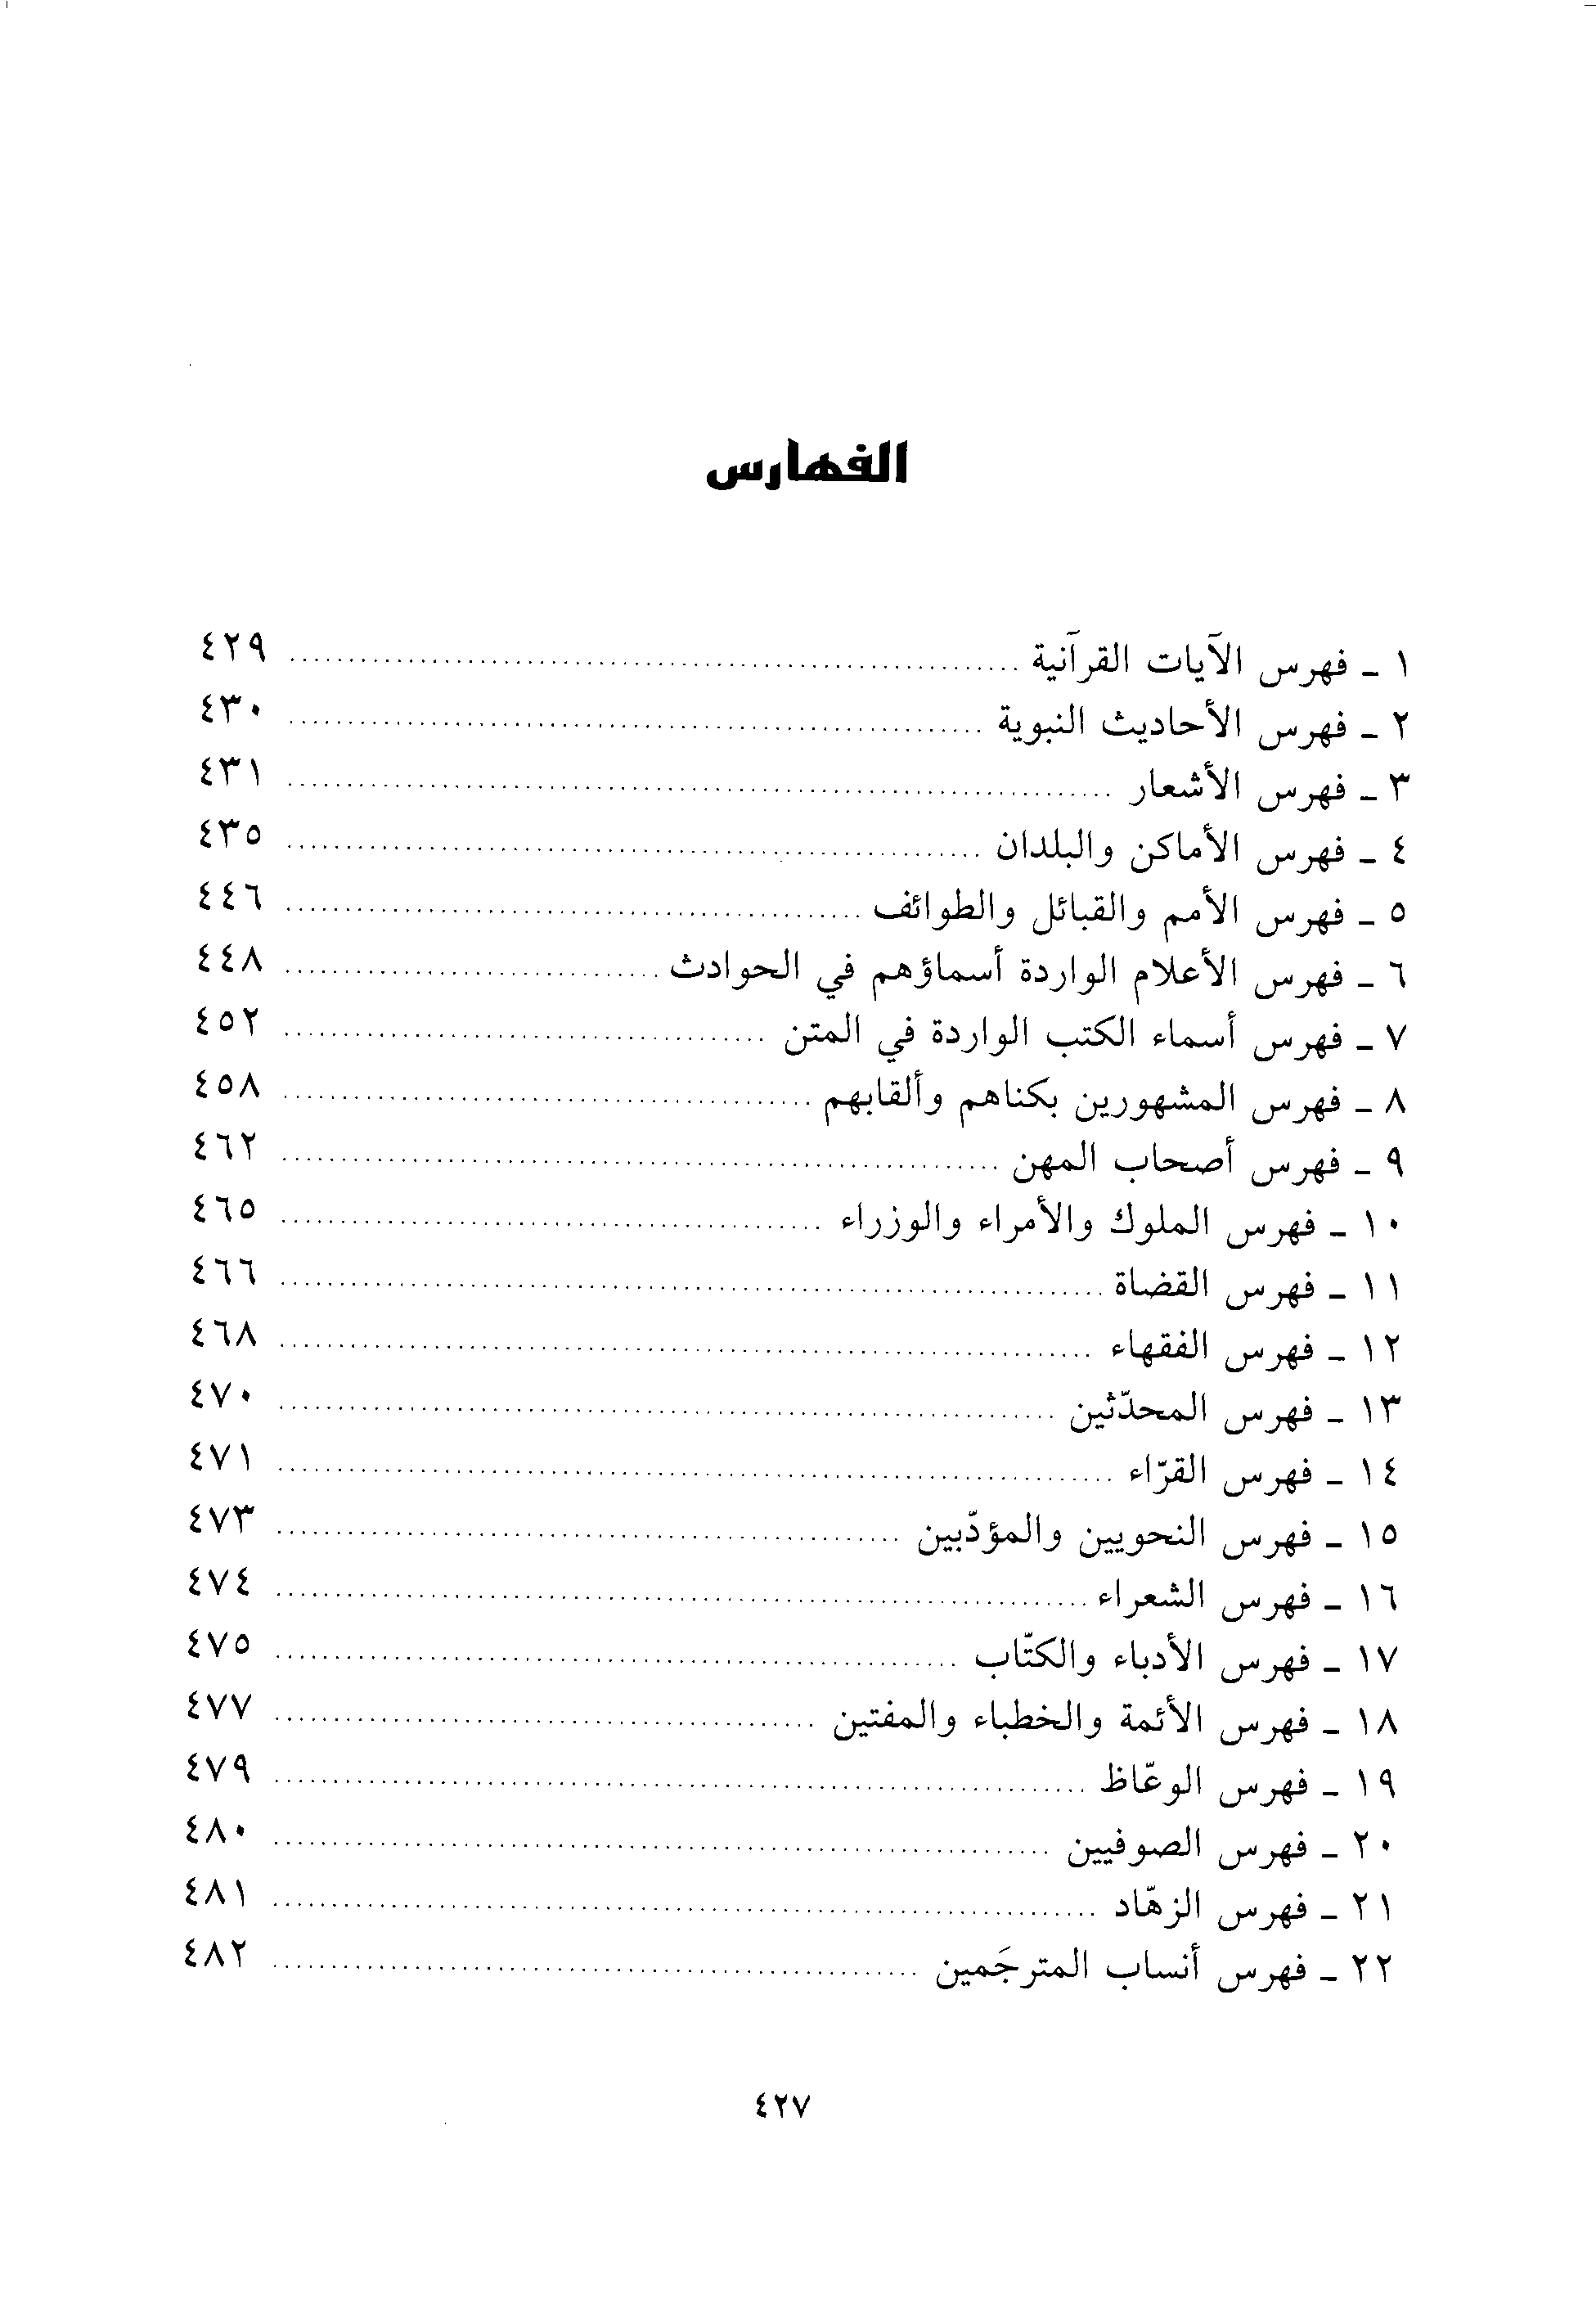 الفهارس
١ ـ فهرس الآيات القرآنية ........ ٤٢٩
٢ ـ فهرس الأحاديث النبوية ........ ٤٣٠
٣ ـ فهرس الأشعار ........ ٤٣١
٤ ـ فهرس الأماكن والبلدان ........ ٤٣٥
٥ ـ فهرس الأمم والقبائل والطوائف ........ ٤٤٦
٦ ـ فهرس الأعلام الواردة أسماؤهم في الحوادث ........ ٤٤٨
٧ ـ فهرس أسماء الكتب الواردة في المتن ........ ٤٥٢
٨ ـ فهرس المشهورين بكناهم وألقابهم ........ ٤٥٨
٩ ـ فهرس أصحاب المهن ........ ٤٦٢
١٠ ـ فهرس الملوك والأمراء والوزراء ........ ٤٦٥
١١ ـ فهرس القضاة ........ ٤٦٦
١٢ ـ فهرس الفقهاء ........ ٤٦٨
١٣ ـ فهرس المحدّثين ........ ٤٧٠
١٤ ـ فهرس القرّاء ........ ٤٧١
١٥ ـ فهرس النحويين والمؤدّبين ........ ٤٧٣
١٦ ـ فهرس الشعراء ........ ٤٧٤
١٧ ـ فهرس الأدباء والكتّاب ........ ٤٧٥
١٨ ـ فهرس الأئمة والخطباء والمفتين ........ ٤٧٧
١٩ ـ فهرس الوعّاظ ........ ٤٧٩
٢٠ ـ فهرس الصوفيين ........ ٤٨٠
٢١ ـ فهرس الزهّاد ........ ٤٨١
٢٢ ـ فهرس أنساب المترجَمين ........ ٤٨٢
٤٢٧